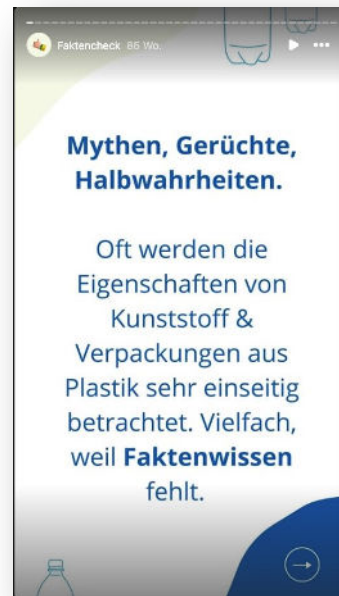 Faktencheck 86 Wo.
Mythen, Gerüchte,
Halbwahrheiten.
Oft werden die
Eigenschaften von
Kunststoff &
Verpackungen aus
Plastik sehr einseitig
betrachtet. Vielfach,
weil Faktenwissen
fehlt.